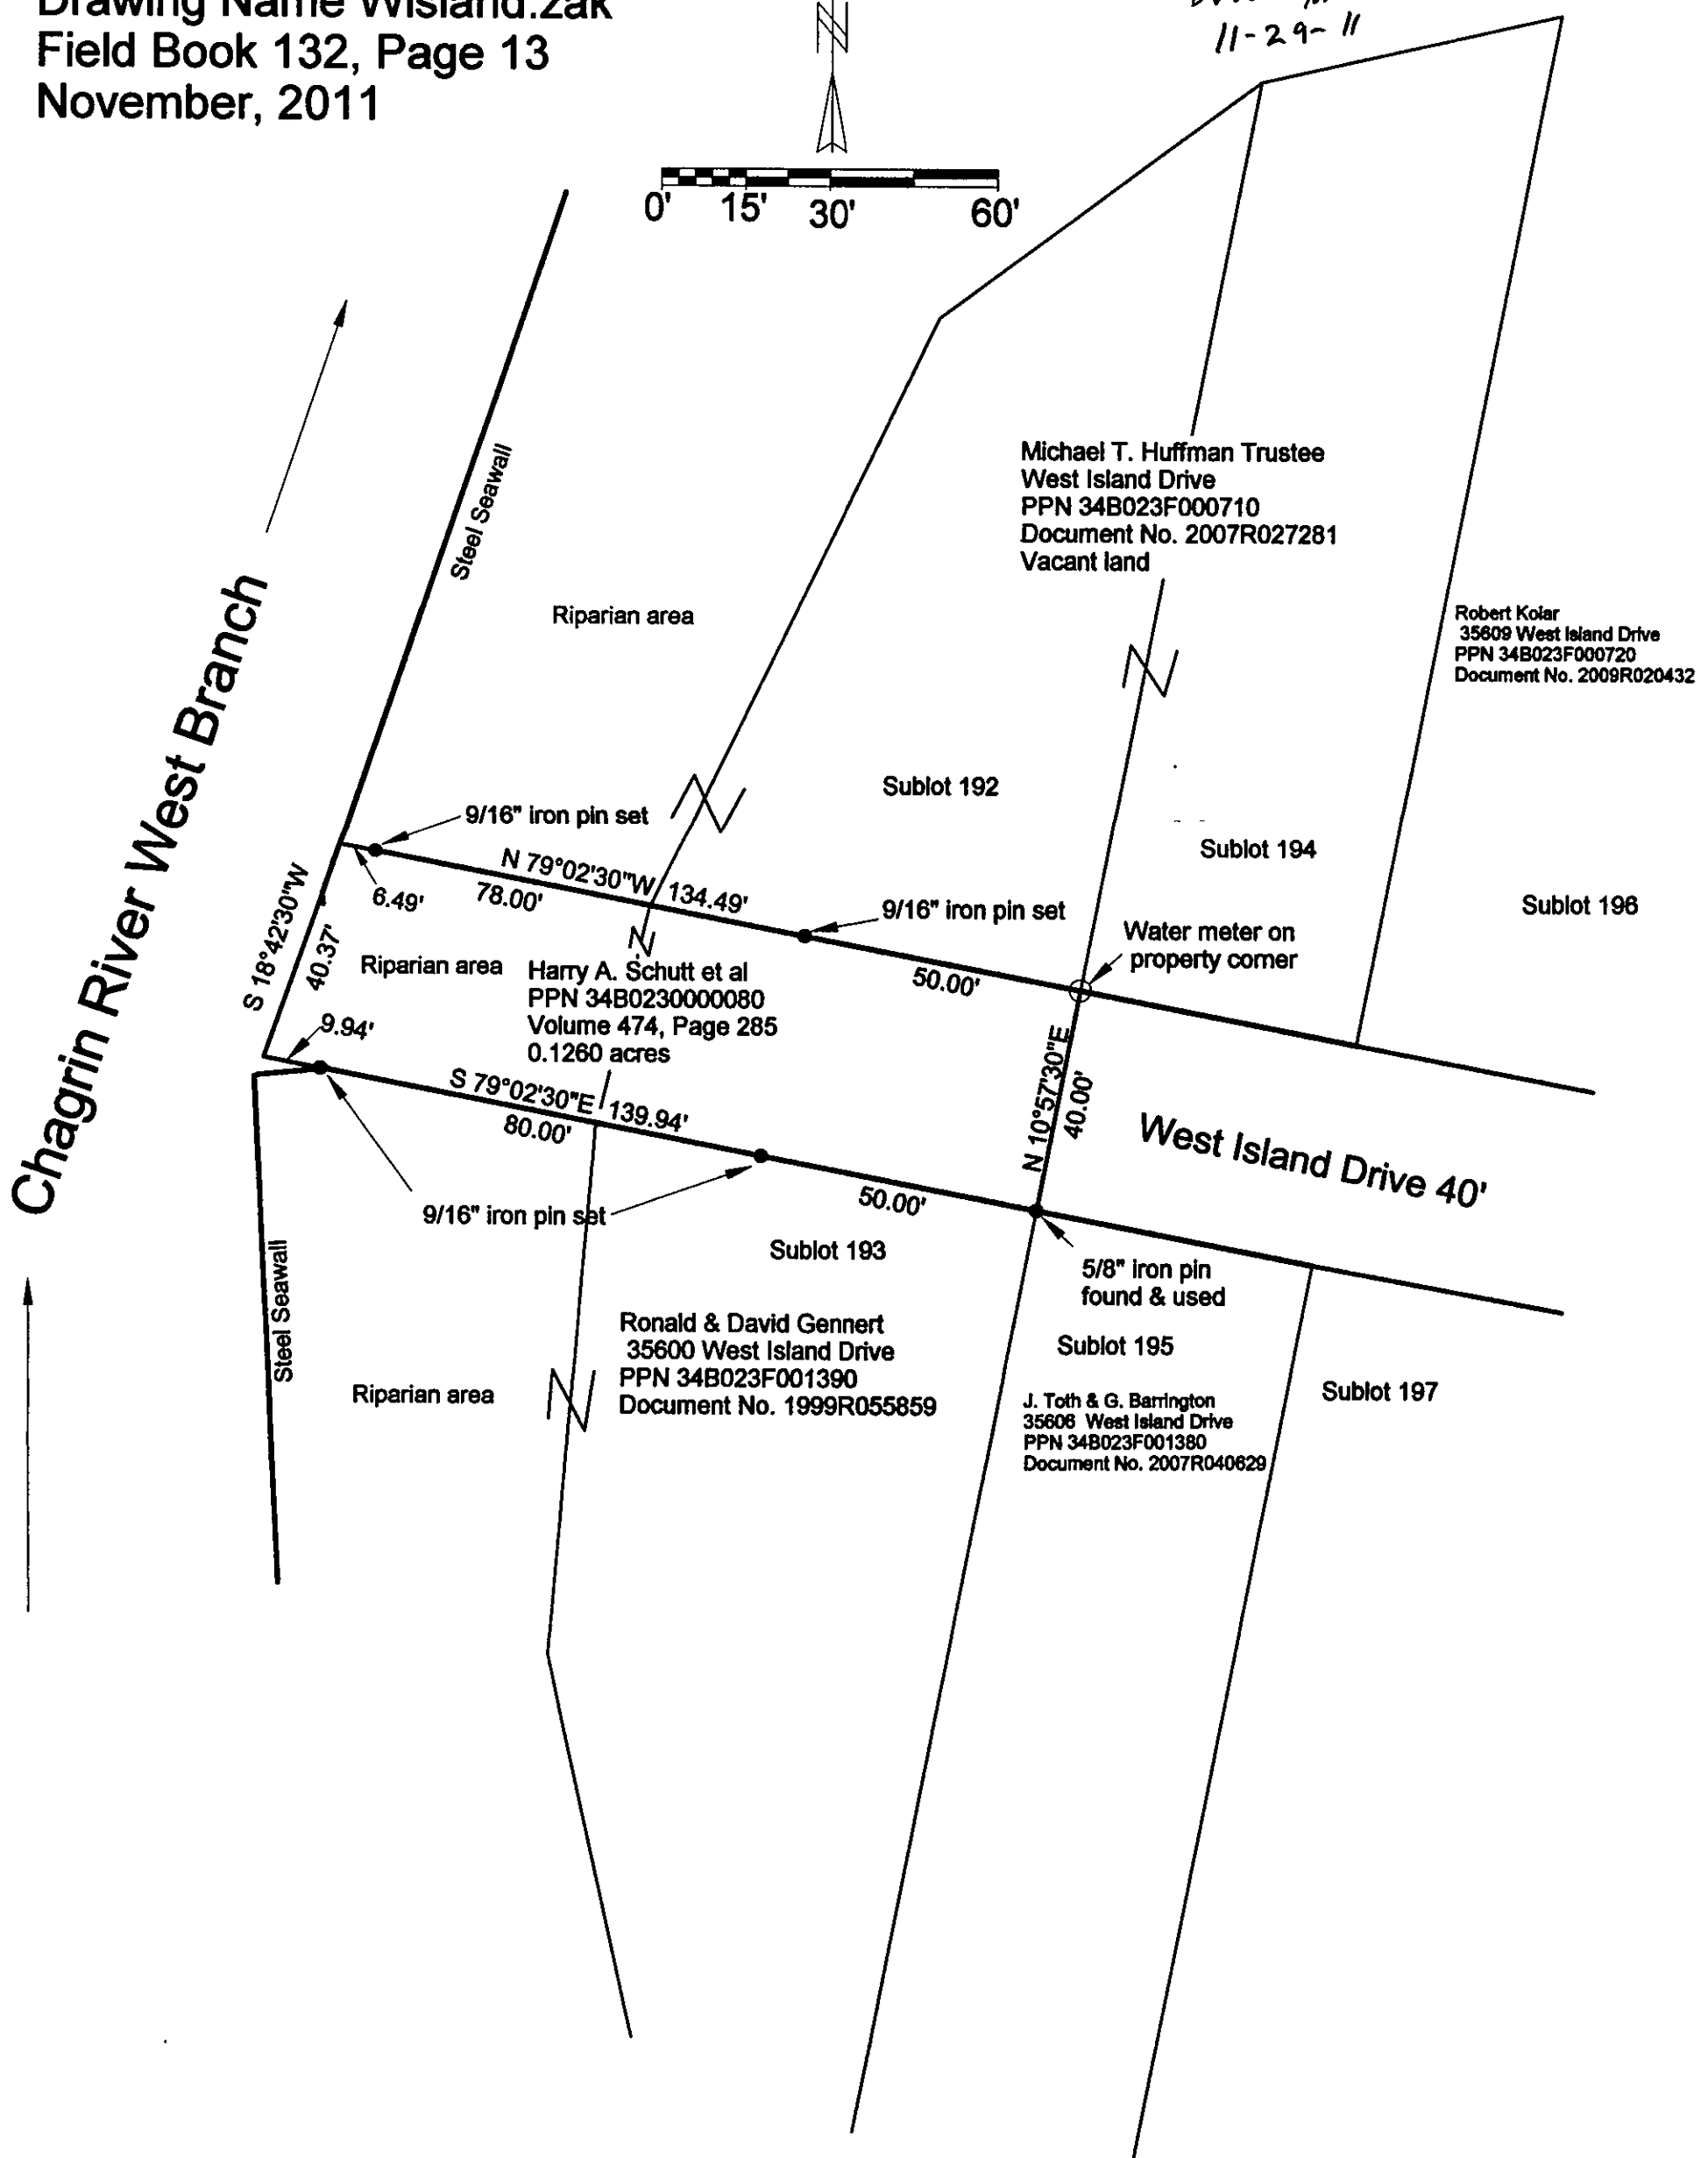 Drawing Name Wisland.zak
Field Book 132, Page 13
November, 2011
11-29-11
N
0' 15' 30' 60'
Chagrin River West Branch
Steel Seawall
Riparian area
Michael T. Huffman Trustee
West Island Drive
PPN 34B023F000710
Document No. 2007R027281
Vacant land
Robert Kolar
35609 West Island Drive
PPN 34B023F000720
Document No. 2009R020432
Sublot 192
Sublot 194
Sublot 196
9/16" iron pin set
N 79°02'30"W 134.49'
6.49'
78.00'
9/16" iron pin set
50.00'
Water meter on
property corner
S 18°42'30"W
40.37'
Riparian area
Harry A. Schutt et al
PPN 34B0230000080
Volume 474, Page 285
0.1260 acres
9.94'
S 79°02'30"E 139.94'
80.00'
N 10°57'30"E
40.00'
West Island Drive 40'
9/16" iron pin set
50.00'
Sublot 193
5/8" iron pin
found & used
Steel Seawall
Riparian area
Ronald & David Gennert
35600 West Island Drive
PPN 34B023F001390
Document No. 1999R055859
Sublot 195
J. Toth & G. Barrington
35606 West Island Drive
PPN 34B023F001380
Document No. 2007R040629
Sublot 197